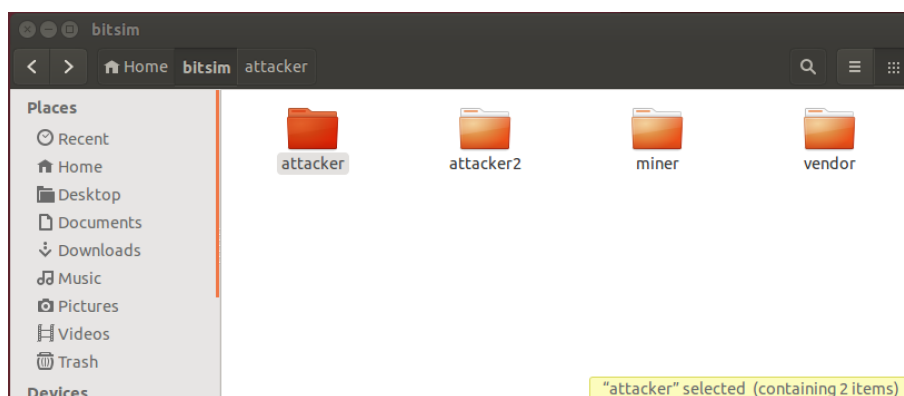 bitsim
Home bitsim attacker
Places
Recent
Home
Desktop
Documents
Downloads
Music
Pictures
Videos
Trash
Devices
attacker attacker2 miner vendor
“attacker” selected (containing 2 items)